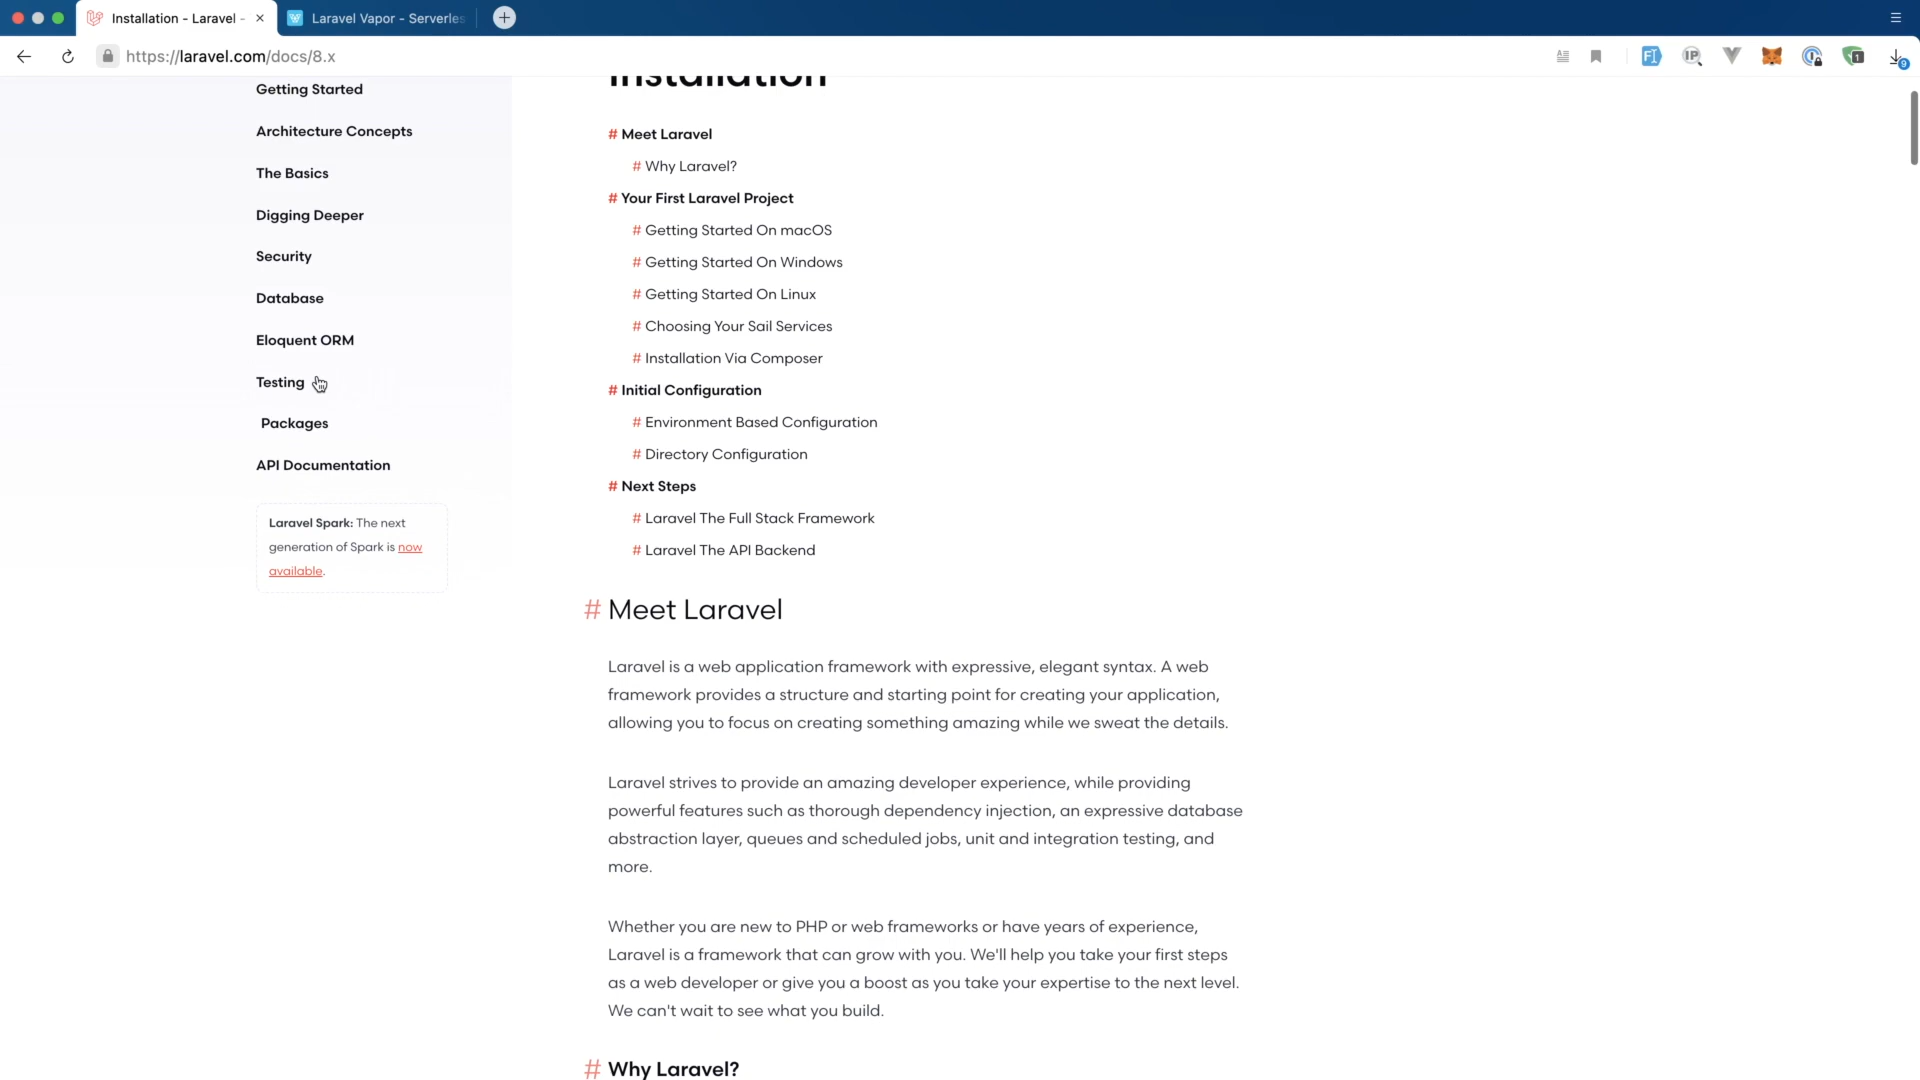 Installation - Laravel -
Laravel Vapor - Serverles
https://laravel.com/docs/8.x
1
9
Getting Started
Architecture Concepts
The Basics
Digging Deeper
Security
Database
Eloquent ORM
Testing
Packages
API Documentation
Laravel Spark: The next
generation of Spark is now
available.
Installation
# Meet Laravel
# Why Laravel?
# Your First Laravel Project
# Getting Started On macOS
# Getting Started On Windows
# Getting Started On Linux
# Choosing Your Sail Services
# Installation Via Composer
# Initial Configuration
# Environment Based Configuration
# Directory Configuration
# Next Steps
# Laravel The Full Stack Framework
# Laravel The API Backend
# Meet Laravel
Laravel is a web application framework with expressive, elegant syntax. A web
framework provides a structure and starting point for creating your application,
allowing you to focus on creating something amazing while we sweat the details.
Laravel strives to provide an amazing developer experience, while providing
powerful features such as thorough dependency injection, an expressive database
abstraction layer, queues and scheduled jobs, unit and integration testing, and
more.
Whether you are new to PHP or web frameworks or have years of experience,
Laravel is a framework that can grow with you. We'll help you take your first steps
as a web developer or give you a boost as you take your expertise to the next level.
We can't wait to see what you build.
# Why Laravel?